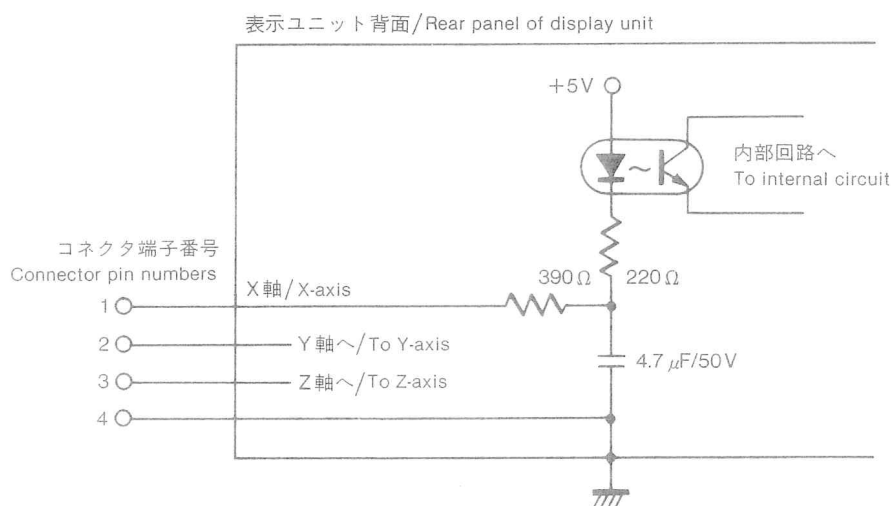 表示ユニット背面/Rear panel of display unit
+5V
内部回路へ
To internal circuit
コネクタ端子番号
Connector pin numbers
390Ω
220Ω
1
X軸/X-axis
2
Y軸へ/To Y-axis
4.7μF/50V
3
Z軸へ/To Z-axis
4